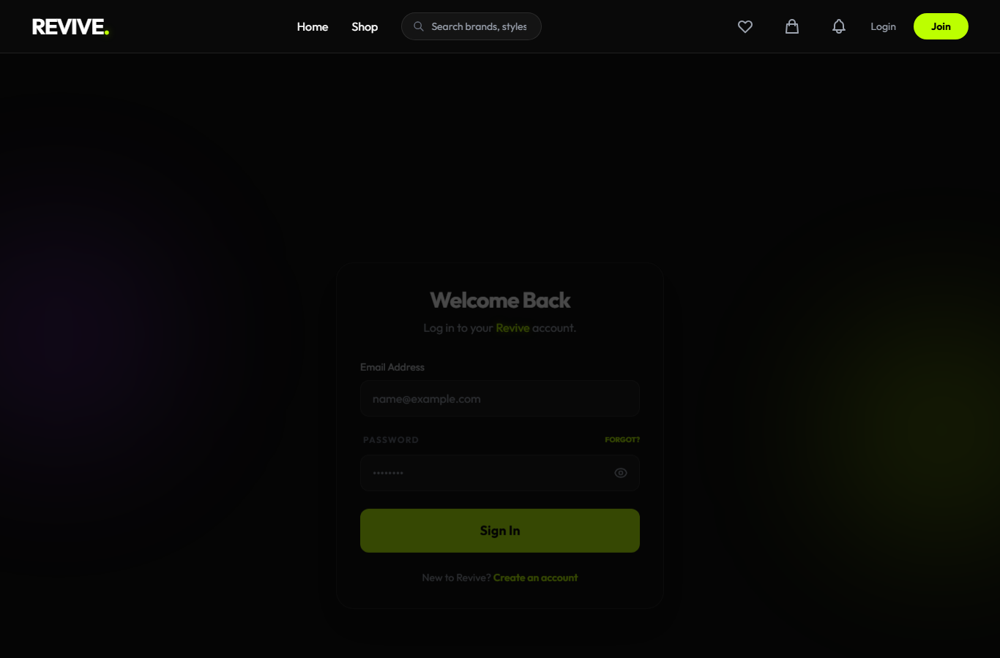 REVIVE.
Home
Shop
Search brands, styles
Login
Join
Welcome Back
Log in to your Revive account.
Email Address
name@example.com
PASSWORD
FORGOT?
••••••••
Sign In
New to Revive? Create an account